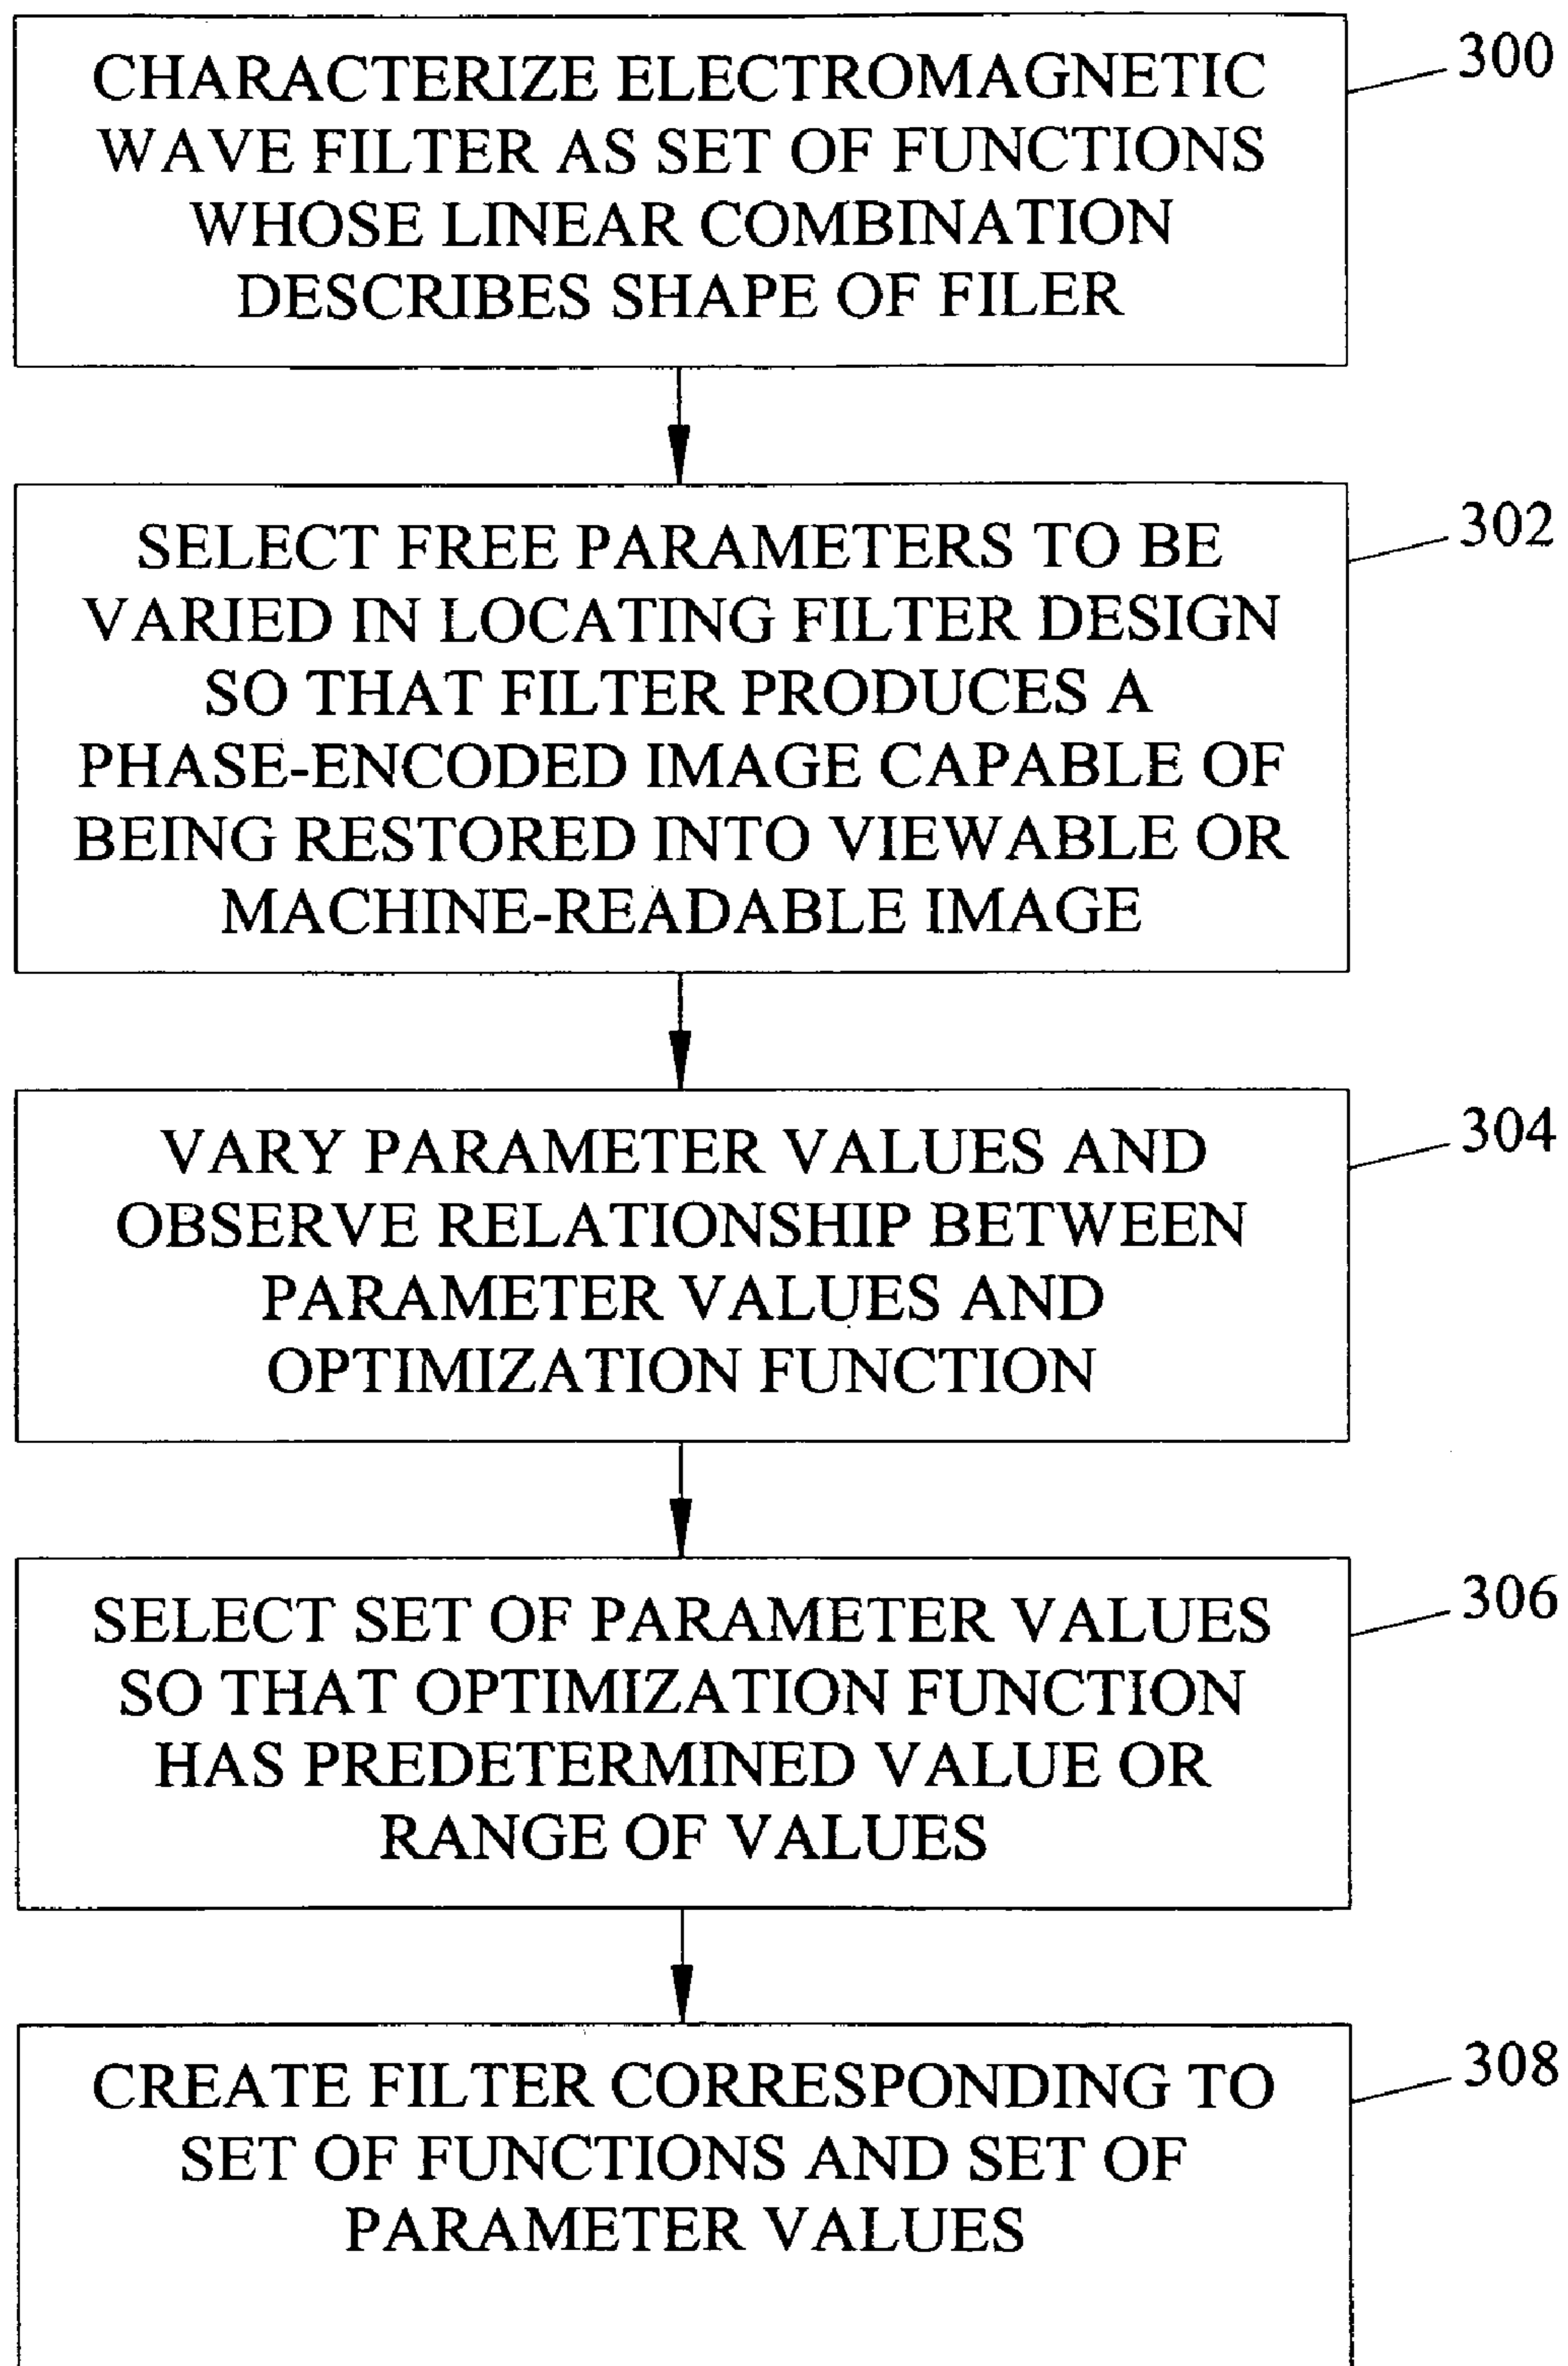 CHARACTERIZE ELECTROMAGNETIC
WAVE FILTER AS SET OF FUNCTIONS
WHOSE LINEAR COMBINATION
DESCRIBES SHAPE OF FILER
300
SELECT FREE PARAMETERS TO BE
VARIED IN LOCATING FILTER DESIGN
SO THAT FILTER PRODUCES A
PHASE-ENCODED IMAGE CAPABLE OF
BEING RESTORED INTO VIEWABLE OR
MACHINE-READABLE IMAGE
302
VARY PARAMETER VALUES AND
OBSERVE RELATIONSHIP BETWEEN
PARAMETER VALUES AND
OPTIMIZATION FUNCTION
304
SELECT SET OF PARAMETER VALUES
SO THAT OPTIMIZATION FUNCTION
HAS PREDETERMINED VALUE OR
RANGE OF VALUES
306
CREATE FILTER CORRESPONDING TO
SET OF FUNCTIONS AND SET OF
PARAMETER VALUES
308